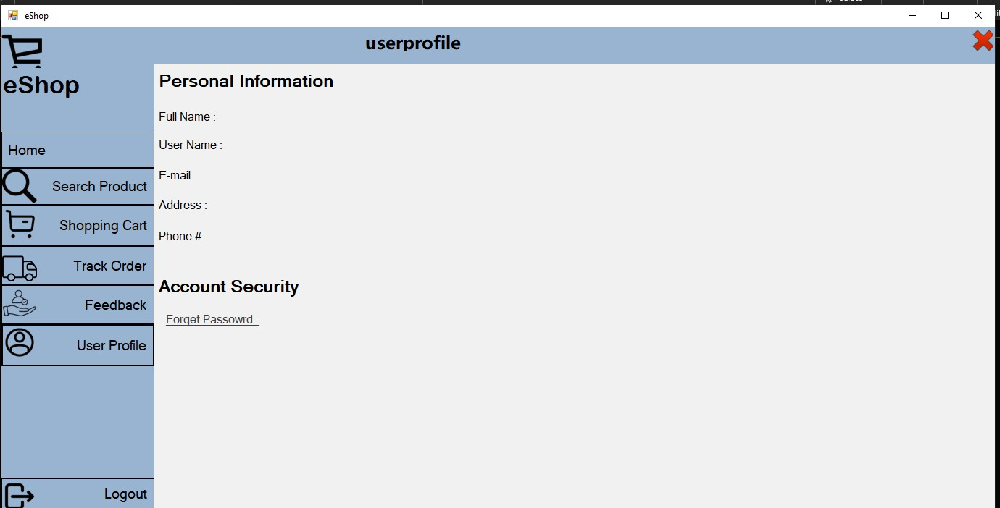 eShop
userprofile
eShop
Personal Information
Full Name :
User Name :
Home
E-mail :
Search Product
Address :
Shopping Cart
Phone #
Track Order
Account Security
Feedback
Forget Passowrd :
User Profile
Logout